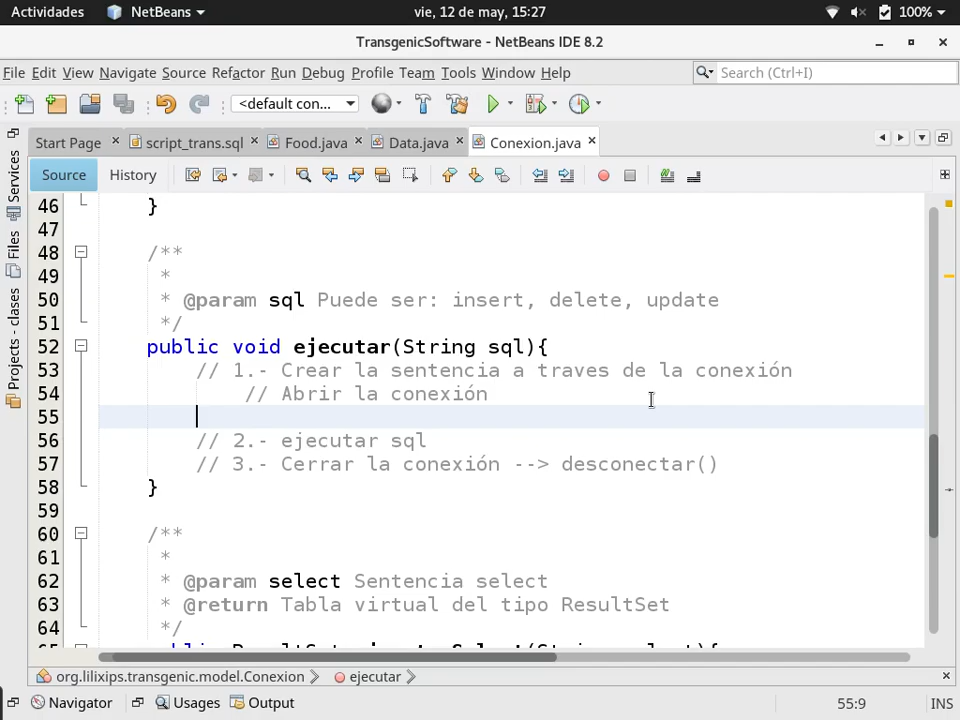 Actividades NetBeans vie, 12 de may, 15:27 100%
TransgenicSoftware - NetBeans IDE 8.2
File Edit View Navigate Source Refactor Run Debug Profile Team Tools Window Help Search (Ctrl+I)
<default con...
Start Page script_trans.sql Food.java Data.java Conexion.java
Source History
Services
Files
Projects - clases
46 }
47
48 /**
49 *
50 * @param sql Puede ser: insert, delete, update
51 */
52 public void ejecutar(String sql){
53 // 1.- Crear la sentencia a traves de la conexión
54 // Abrir la conexión
55
56 // 2.- ejecutar sql
57 // 3.- Cerrar la conexión --> desconectar()
58 }
59
60 /**
61 *
62 * @param select Sentencia select
63 * @return Tabla virtual del tipo ResultSet
64 */
org.lilixips.transgenic.model.Conexion ejecutar
Navigator Usages Output 55:9 INS